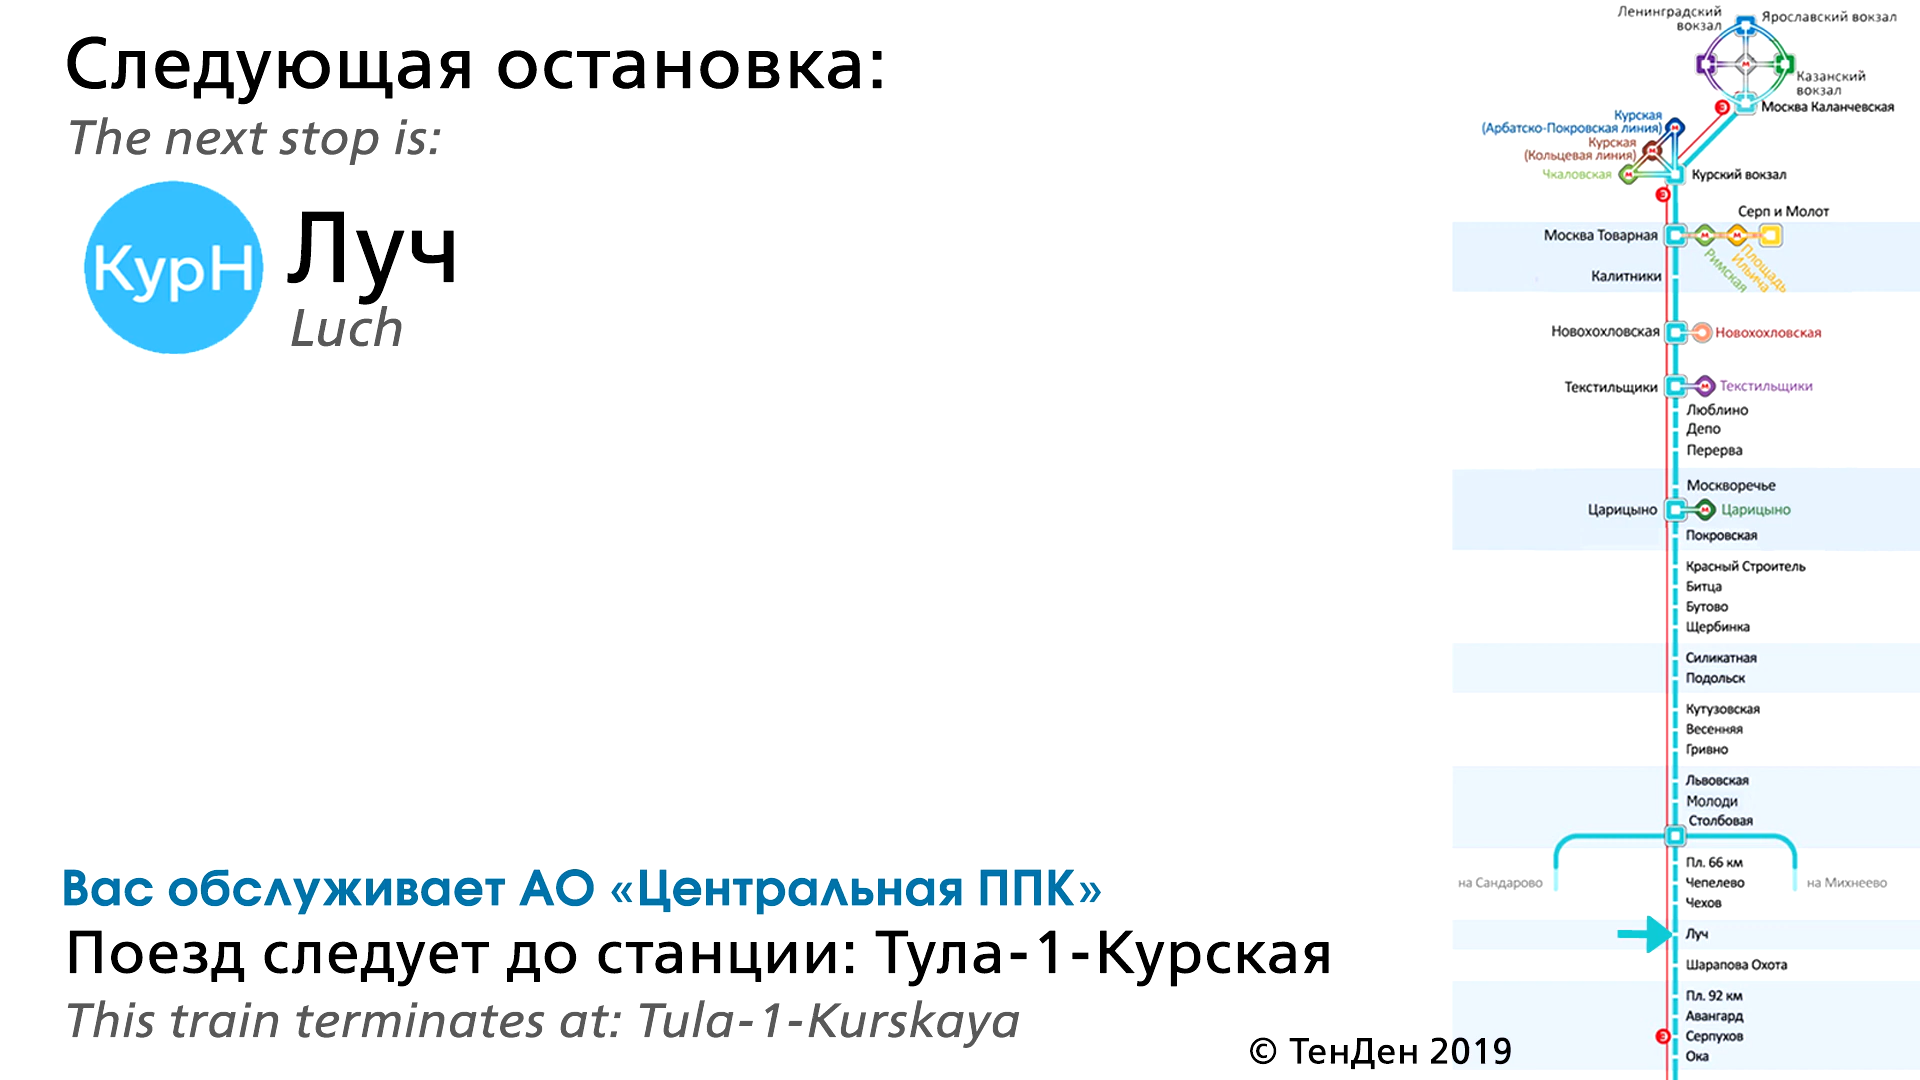 Следующая остановка:
The next stop is:
КурН
Луч
Luch
Вас обслуживает АО «Центральная ППК»
Поезд следует до станции: Тула-1-Курская
This train terminates at: Tula-1-Kurskaya
© ТенДен 2019
Ленинградский
вокзал
Ярославский вокзал
Казанский
вокзал
Москва Каланчевская
Э
Курская
(Арбатско-Покровская линия)
Курская
(Кольцевая линия)
Чкаловская
Курский вокзал
Э
Серп и Молот
Москва Товарная
Римская
Площадь
Ильича
Калитники
Новохохловская
Новохохловская
Текстильщики
Текстильщики
Люблино
Депо
Перерва
Москворечье
Царицыно
Царицыно
Покровская
Красный Строитель
Битца
Бутово
Щербинка
Силикатная
Подольск
Кутузовская
Весенняя
Гривно
Львовская
Молоди
Столбовая
на Сандарово
на Михнеево
Пл. 66 км
Чепелево
Чехов
Луч
Шарапова Охота
Пл. 92 км
Авангард
Э
Серпухов
Ока